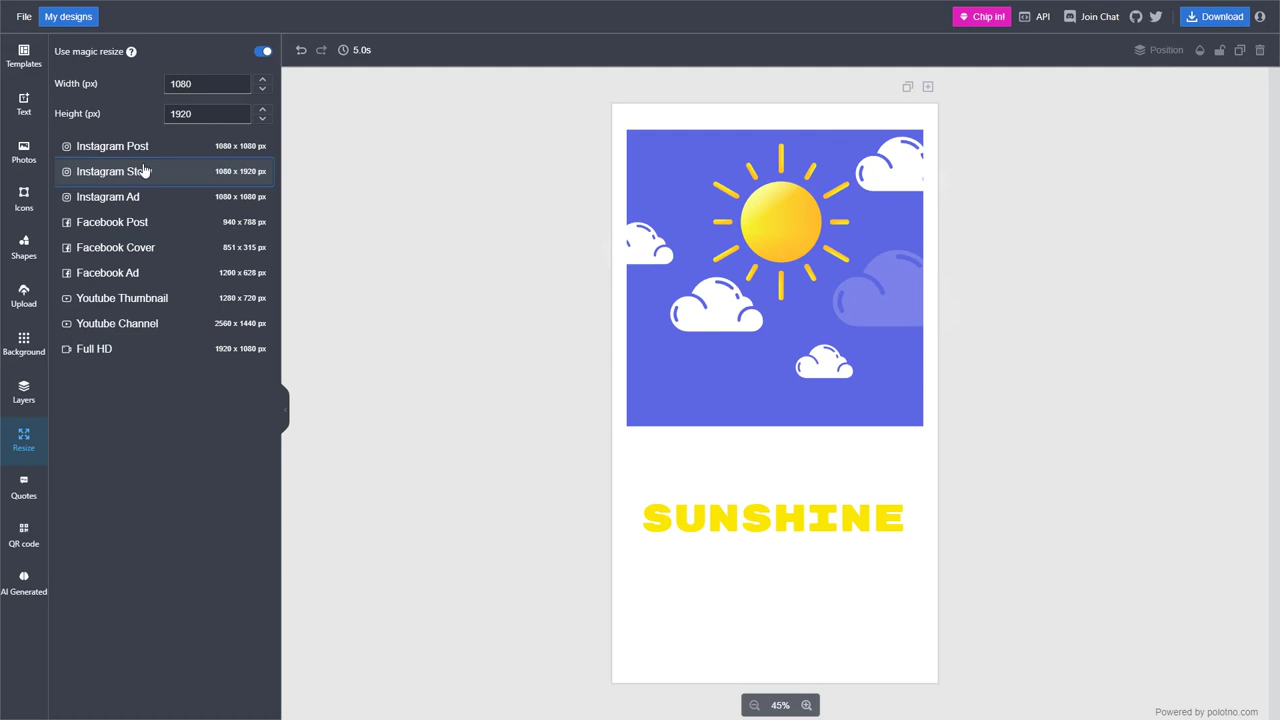 File My designs Chip in! API Join Chat Download
Templates
Text
Photos
Icons
Shapes
Upload
Background
Layers
Resize
Quotes
QR code
AI Generated
Use magic resize ?
Width (px) 1080
Height (px) 1920
Instagram Post 1080 x 1080 px
Instagram Story 1080 x 1920 px
Instagram Ad 1080 x 1080 px
Facebook Post 940 x 788 px
Facebook Cover 851 x 315 px
Facebook Ad 1200 x 628 px
Youtube Thumbnail 1280 x 720 px
Youtube Channel 2560 x 1440 px
Full HD 1920 x 1080 px
5.0s Position
SUNSHINE
45%
Powered by polotno.com